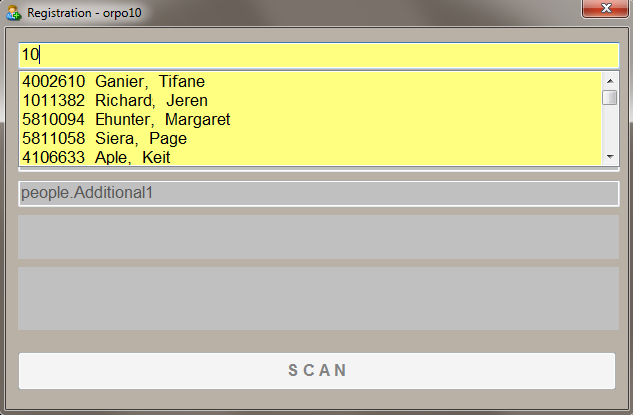 Registration - orpo10
10
4002610 Ganier, Tifane
1011382 Richard, Jeren
5810094 Ehunter, Margaret
5811058 Siera, Page
4106633 Aple, Keit
people.Additional1
SCAN